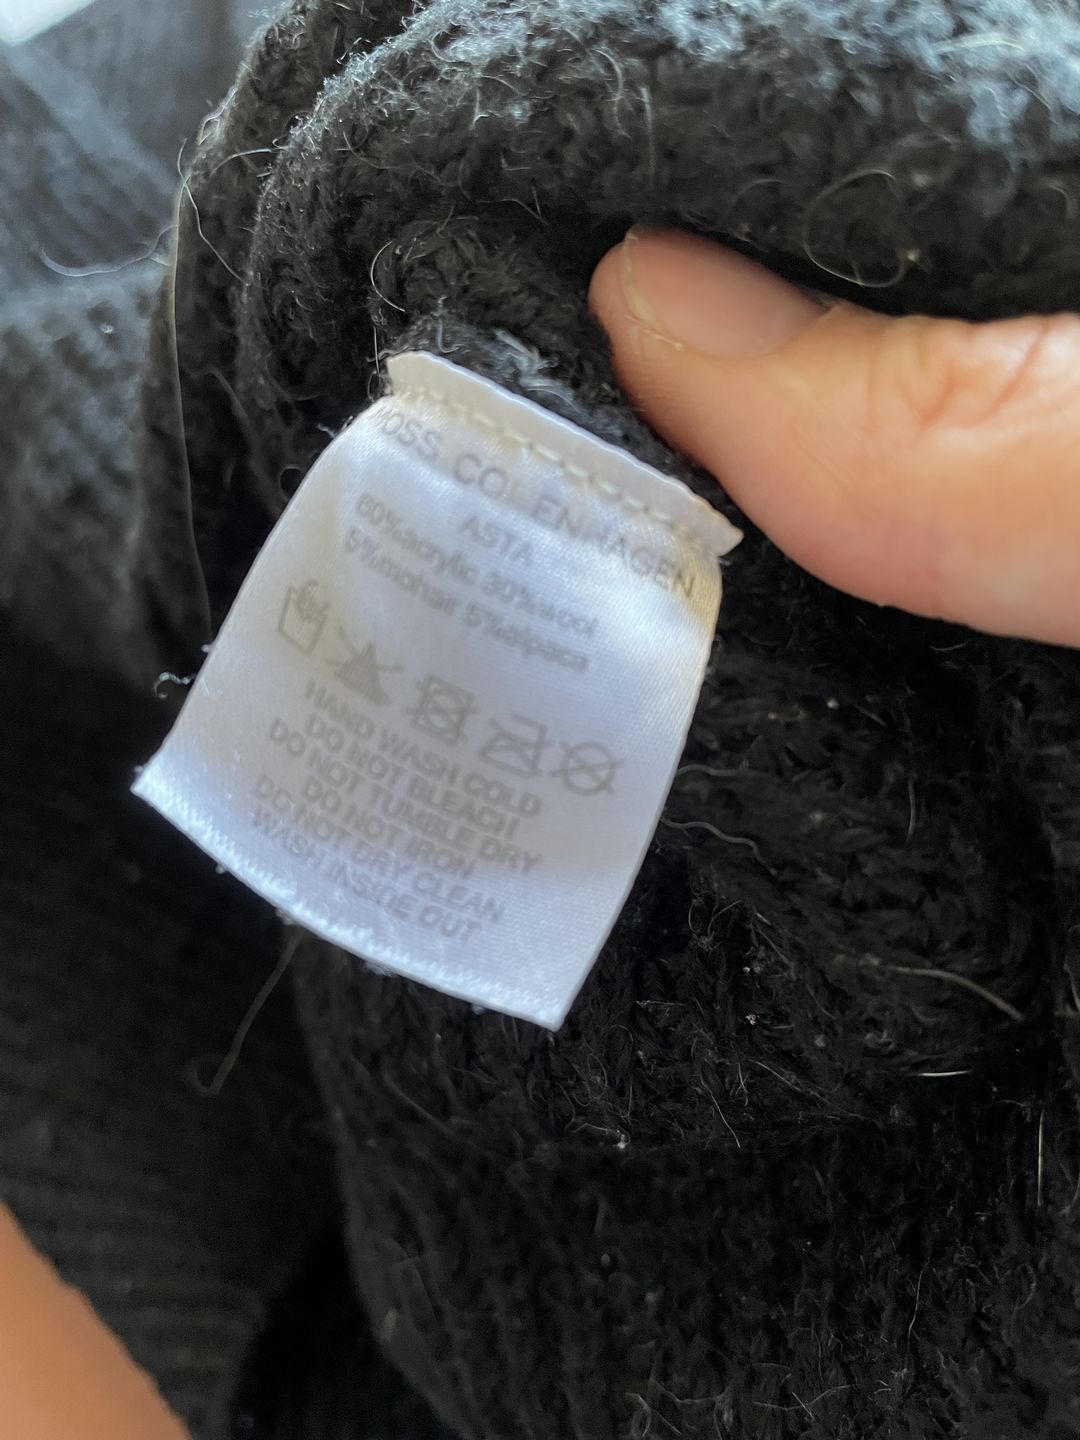 MOSS COPENHAGEN
ASTA
60%acrylic 30%wool
5%mohair 5%alpaca
HAND WASH COLD
DO NOT BLEACH
DO NOT TUMBLE DRY
DO NOT IRON
DO NOT DRY CLEAN
WASH INSIDE OUT